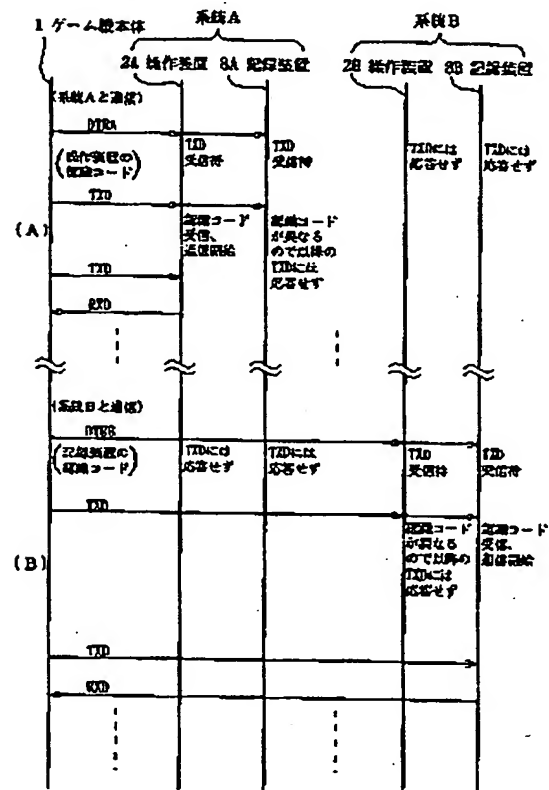 系統A
系統B
1 ゲーム機本体
2A 操作装置
8A 記録装置
2B 操作装置
8B 記録装置
(系統Aと通信)
DTRA
(操作装置の
認識コード)
TXD
受信待
TXD
受信待
TXDには
応答せず
TXDには
応答せず
TXD
(A)
認識コード
受信、
返信開始
認識コード
が異なる
ので以降の
TXDには
応答せず
TXD
RXD
(系統Bと通信)
DTRB
(記録装置の
認識コード)
TXDには
応答せず
TXDには
応答せず
TXD
受信待
TXD
受信待
TXD
(B)
認識コード
が異なる
ので以降の
TXDには
応答せず
認識コード
受信、
返信開始
TXD
RXD